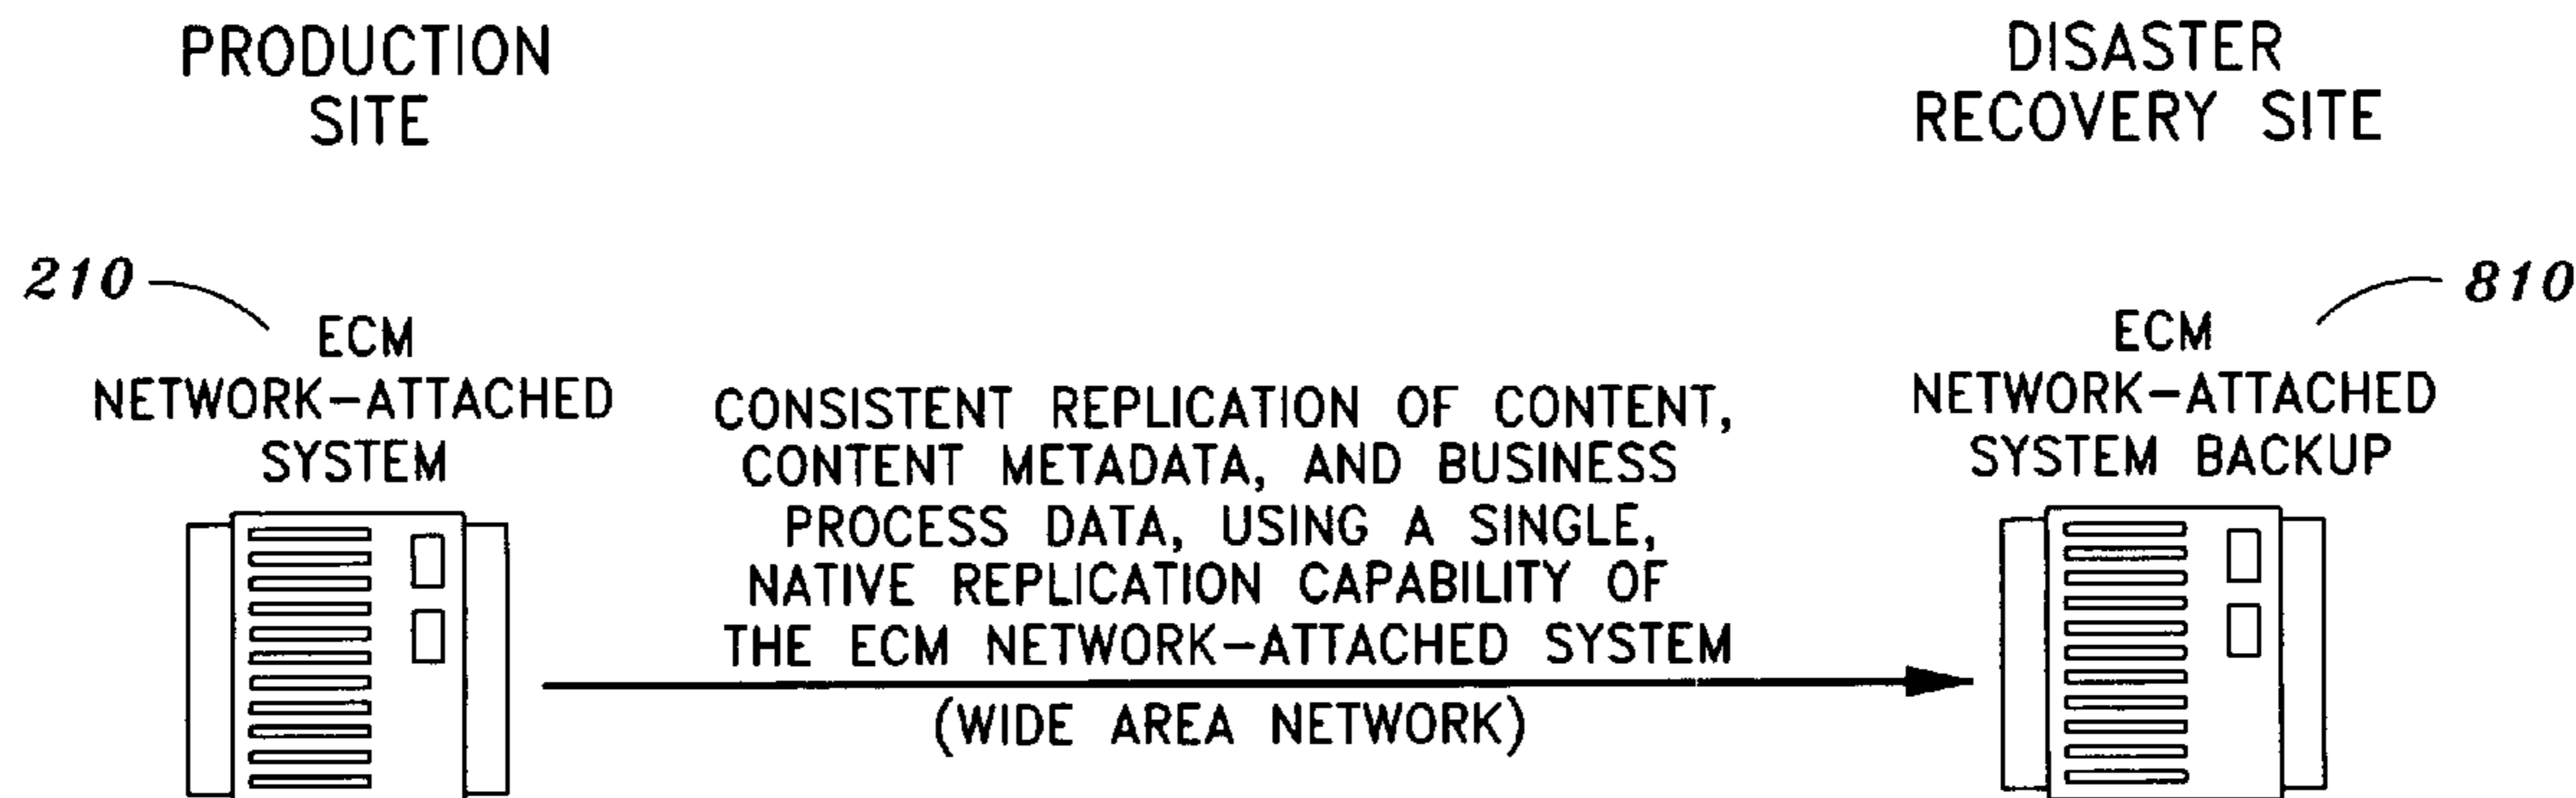 PRODUCTION
SITE
DISASTER
RECOVERY SITE
210
ECM
NETWORK-ATTACHED
SYSTEM
CONSISTENT REPLICATION OF CONTENT,
CONTENT METADATA, AND BUSINESS
PROCESS DATA, USING A SINGLE,
NATIVE REPLICATION CAPABILITY OF
THE ECM NETWORK-ATTACHED SYSTEM
(WIDE AREA NETWORK)
810
ECM
NETWORK-ATTACHED
SYSTEM BACKUP